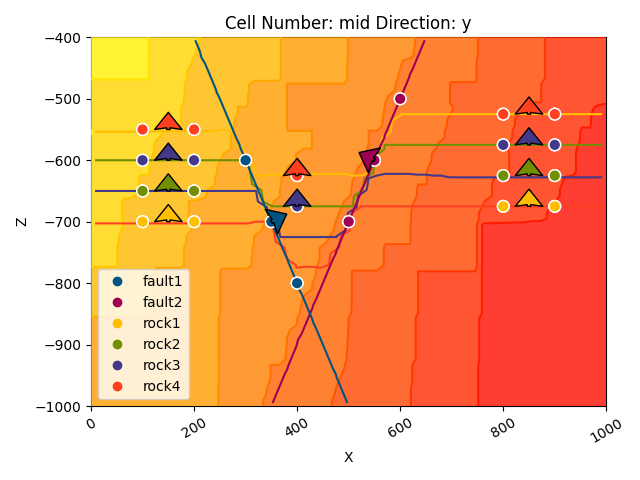 Cell Number: mid Direction: y
−400
−500
−600
−700
−800
−900
−1000
Z
fault1
fault2
rock1
rock2
rock3
rock4
0
200
400
600
800
1000
X